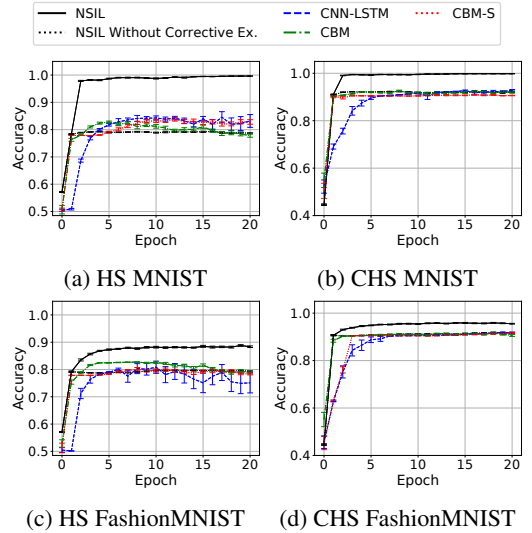 NSIL
NSIL Without Corrective Ex.
CNN-LSTM
CBM
CBM-S
1.0
0.9
0.8
0.7
0.6
0.5
Accuracy
0 5 10 15 20
Epoch
(a) HS MNIST
1.0
0.8
0.6
0.4
Accuracy
0 5 10 15 20
Epoch
(b) CHS MNIST
1.0
0.9
0.8
0.7
0.6
0.5
Accuracy
0 5 10 15 20
Epoch
(c) HS FashionMNIST
1.0
0.8
0.6
0.4
Accuracy
0 5 10 15 20
Epoch
(d) CHS FashionMNIST